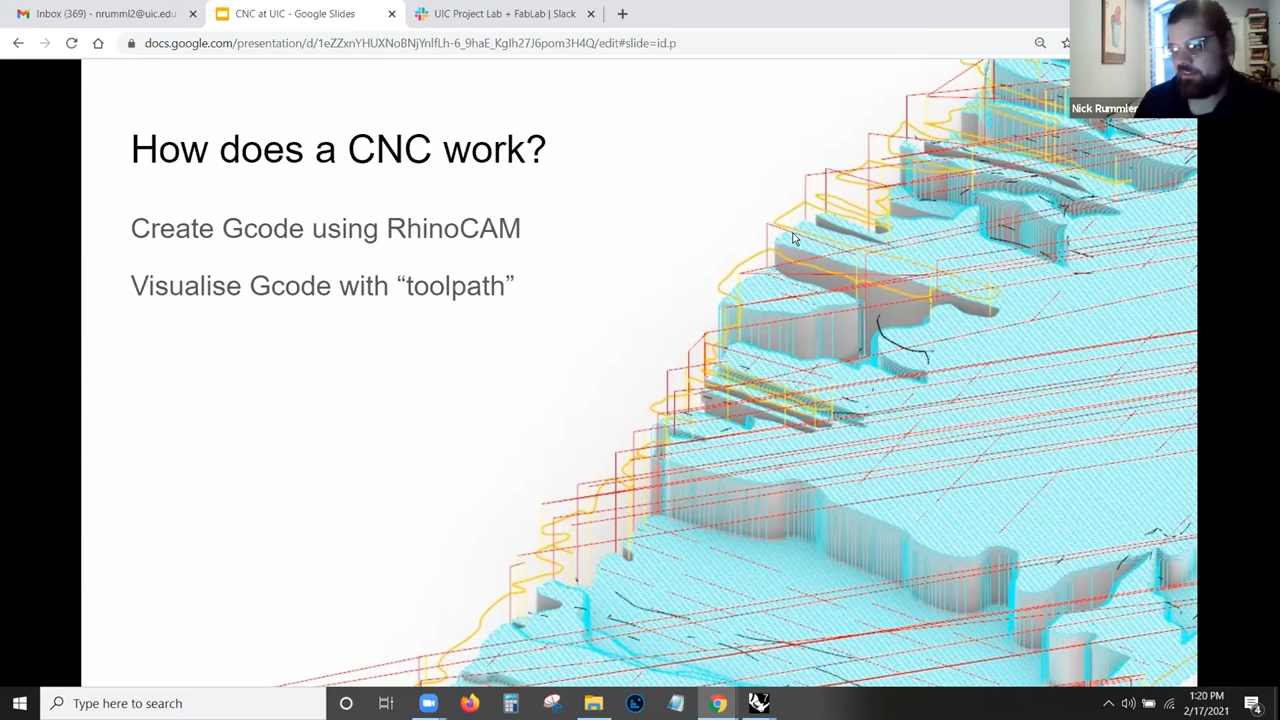 Inbox (369) - nrumml2@uic.edu
CNC at UIC - Google Slides
UIC Project Lab + FabLab | Slack
docs.google.com/presentation/d/1eZZxnYHUXNoBNjYnlfLh-6_9haE_KgIh27J6pom3H4Q/edit#slide=id.p
Nick Rummler
How does a CNC work?
Create Gcode using RhinoCAM
Visualise Gcode with “toolpath”
Type here to search
1:20 PM
2/17/2021
4